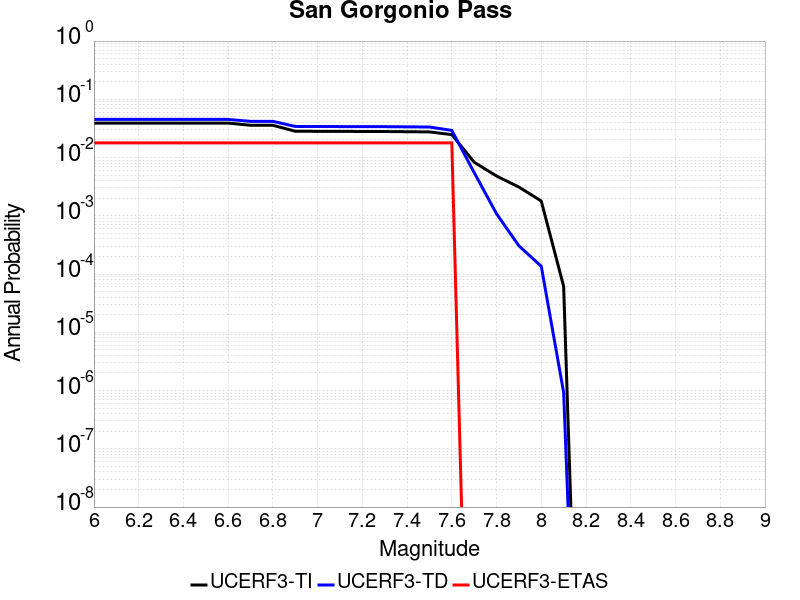 San Gorgonio Pass
Annual Probability
10^0
10^-1
10^-2
10^-3
10^-4
10^-5
10^-6
10^-7
10^-8
6 6.2 6.4 6.6 6.8 7 7.2 7.4 7.6 7.8 8 8.2 8.4 8.6 8.8 9
Magnitude
UCERF3-TI UCERF3-TD UCERF3-ETAS